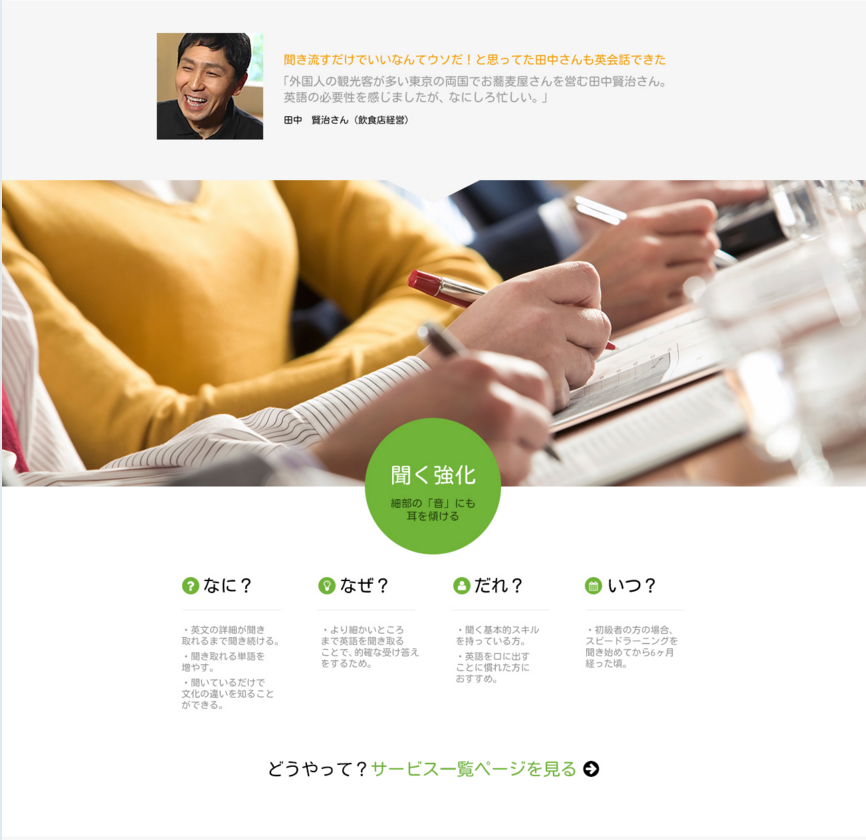 聞き流すだけでいいなんてウソだ！と思ってた田中さんも英会話できた
「外国人の観光客が多い東京の両国でお蕎麦屋さんを営む田中賢治さん。
英語の必要性を感じましたが、なにしろ忙しい。」
田中　賢治さん（飲食店経営）
聞く強化
細部の「音」にも
耳を傾ける
なに？
・英文の詳細が聞き
取れるまで聞き続ける。
・聞き取れる単語を
増やす。
・聞いているだけで
文化の違いを知ること
ができる。
なぜ？
・より細かいところ
まで英語を聞き取る
ことで、的確な受け答え
をするため。
だれ？
・聞く基本的スキル
を持っている方。
・英語を口に出す
ことに慣れた方に
おすすめ。
いつ？
・初級者の方の場合、
スピードラーニングを
聞き始めてから6ヶ月
経った頃。
どうやって？サービス一覧ページを見る